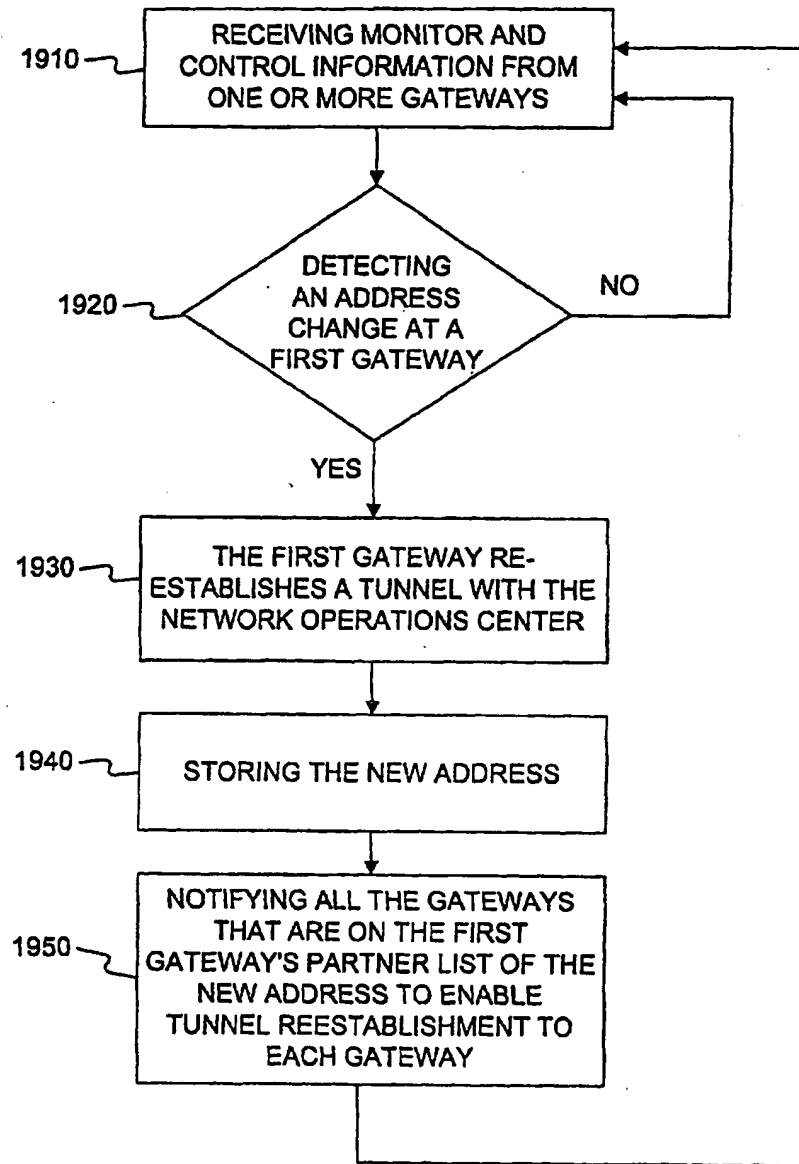 1910
RECEIVING MONITOR AND
CONTROL INFORMATION FROM
ONE OR MORE GATEWAYS
1920
DETECTING
AN ADDRESS
CHANGE AT A
FIRST GATEWAY
NO
YES
1930
THE FIRST GATEWAY RE-
ESTABLISHES A TUNNEL WITH THE
NETWORK OPERATIONS CENTER
1940
STORING THE NEW ADDRESS
1950
NOTIFYING ALL THE GATEWAYS
THAT ARE ON THE FIRST
GATEWAY'S PARTNER LIST OF THE
NEW ADDRESS TO ENABLE
TUNNEL REESTABLISHMENT TO
EACH GATEWAY